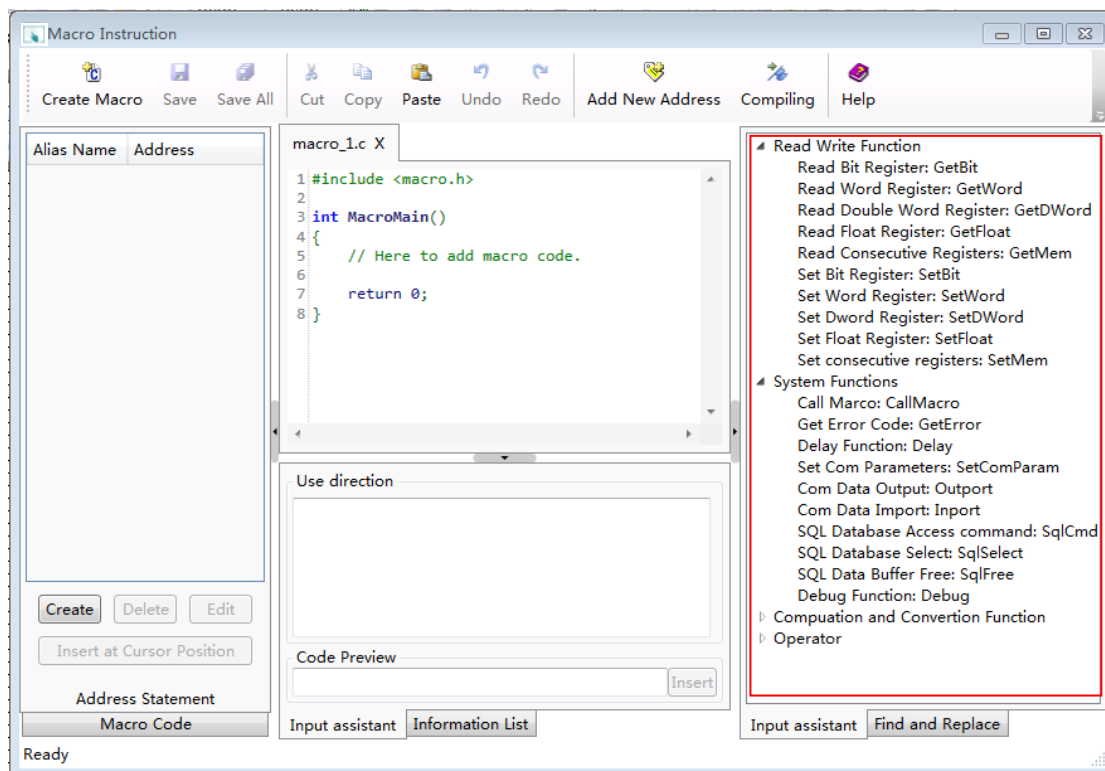 Macro Instruction
Create Macro
Save
Save All
Cut
Copy
Paste
Undo
Redo
Add New Address
Compiling
Help
Alias Name
Address
Create
Delete
Edit
Insert at Cursor Position
Address Statement
Macro Code
macro_1.c X
1 #include <macro.h>
2
3 int MacroMain()
4 {
5 // Here to add macro code.
6
7 return 0;
8 }
Use direction
Code Preview
Insert
Input assistant
Information List
Read Write Function
Read Bit Register: GetBit
Read Word Register: GetWord
Read Double Word Register: GetDWord
Read Float Register: GetFloat
Read Consecutive Registers: GetMem
Set Bit Register: SetBit
Set Word Register: SetWord
Set Dword Register: SetDWord
Set Float Register: SetFloat
Set consecutive registers: SetMem
System Functions
Call Marco: CallMacro
Get Error Code: GetError
Delay Function: Delay
Set Com Parameters: SetComParam
Com Data Output: Outport
Com Data Import: Inport
SQL Database Access command: SqlCmd
SQL Database Select: SqlSelect
SQL Data Buffer Free: SqlFree
Debug Function: Debug
Compuation and Convertion Function
Operator
Input assistant
Find and Replace
Ready